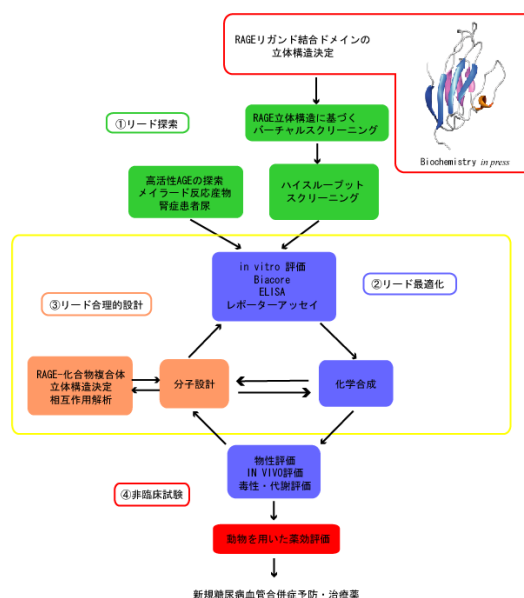 RAGEリガンド結合ドメインの
立体構造決定
Biochemistry in press
①リード探索
RAGE立体構造に基づく
バーチャルスクリーニング
高活性AGEの探索
メイラード反応産物
腎症患者尿
ハイスループット
スクリーニング
in vitro 評価
Biacore
ELISA
レポーターアッセイ
②リード最適化
③リード合理的設計
RAGE-化合物複合体
立体構造決定
相互作用解析
分子設計
化学合成
物性評価
IN VIVO評価
毒性・代謝評価
④非臨床試験
動物を用いた薬効評価
新規糖尿病血管合併症予防・治療薬